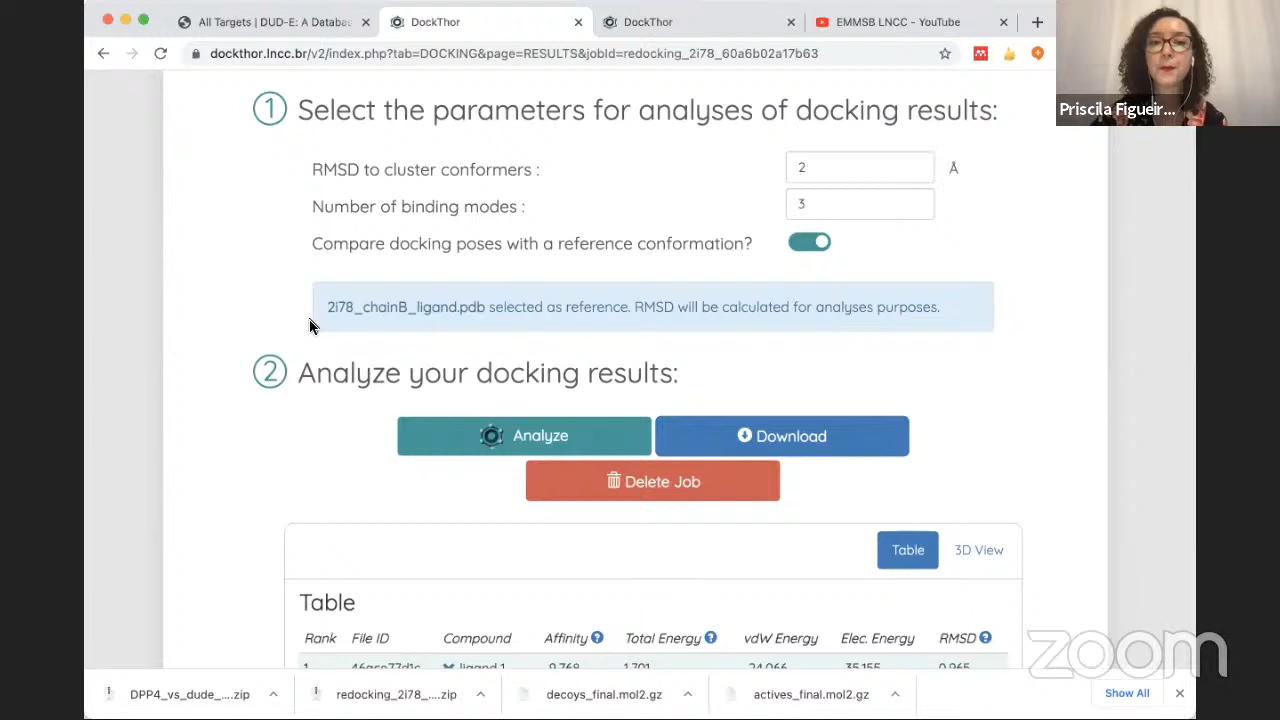 All Targets | DUD-E: A Databas
DockThor
DockThor
EMMSB LNCC - YouTube
dockthor.lncc.br/v2/index.php?tab=DOCKING&page=RESULTS&jobId=redocking_2i78_60a6b02a17b63
Priscila Figueir...
1 Select the parameters for analyses of docking results:
RMSD to cluster conformers :
2
Å
Number of binding modes :
3
Compare docking poses with a reference conformation?
2i78_chainB_ligand.pdb selected as reference. RMSD will be calculated for analyses purposes.
2 Analyze your docking results:
Analyze
Download
Delete Job
Table
3D View
Table
Rank File ID Compound Affinity ? Total Energy ? vdW Energy Elec. Energy RMSD ?
zoom
DPP4_vs_dude_....zip
redocking_2i78_....zip
decoys_final.mol2.gz
actives_final.mol2.gz
Show All